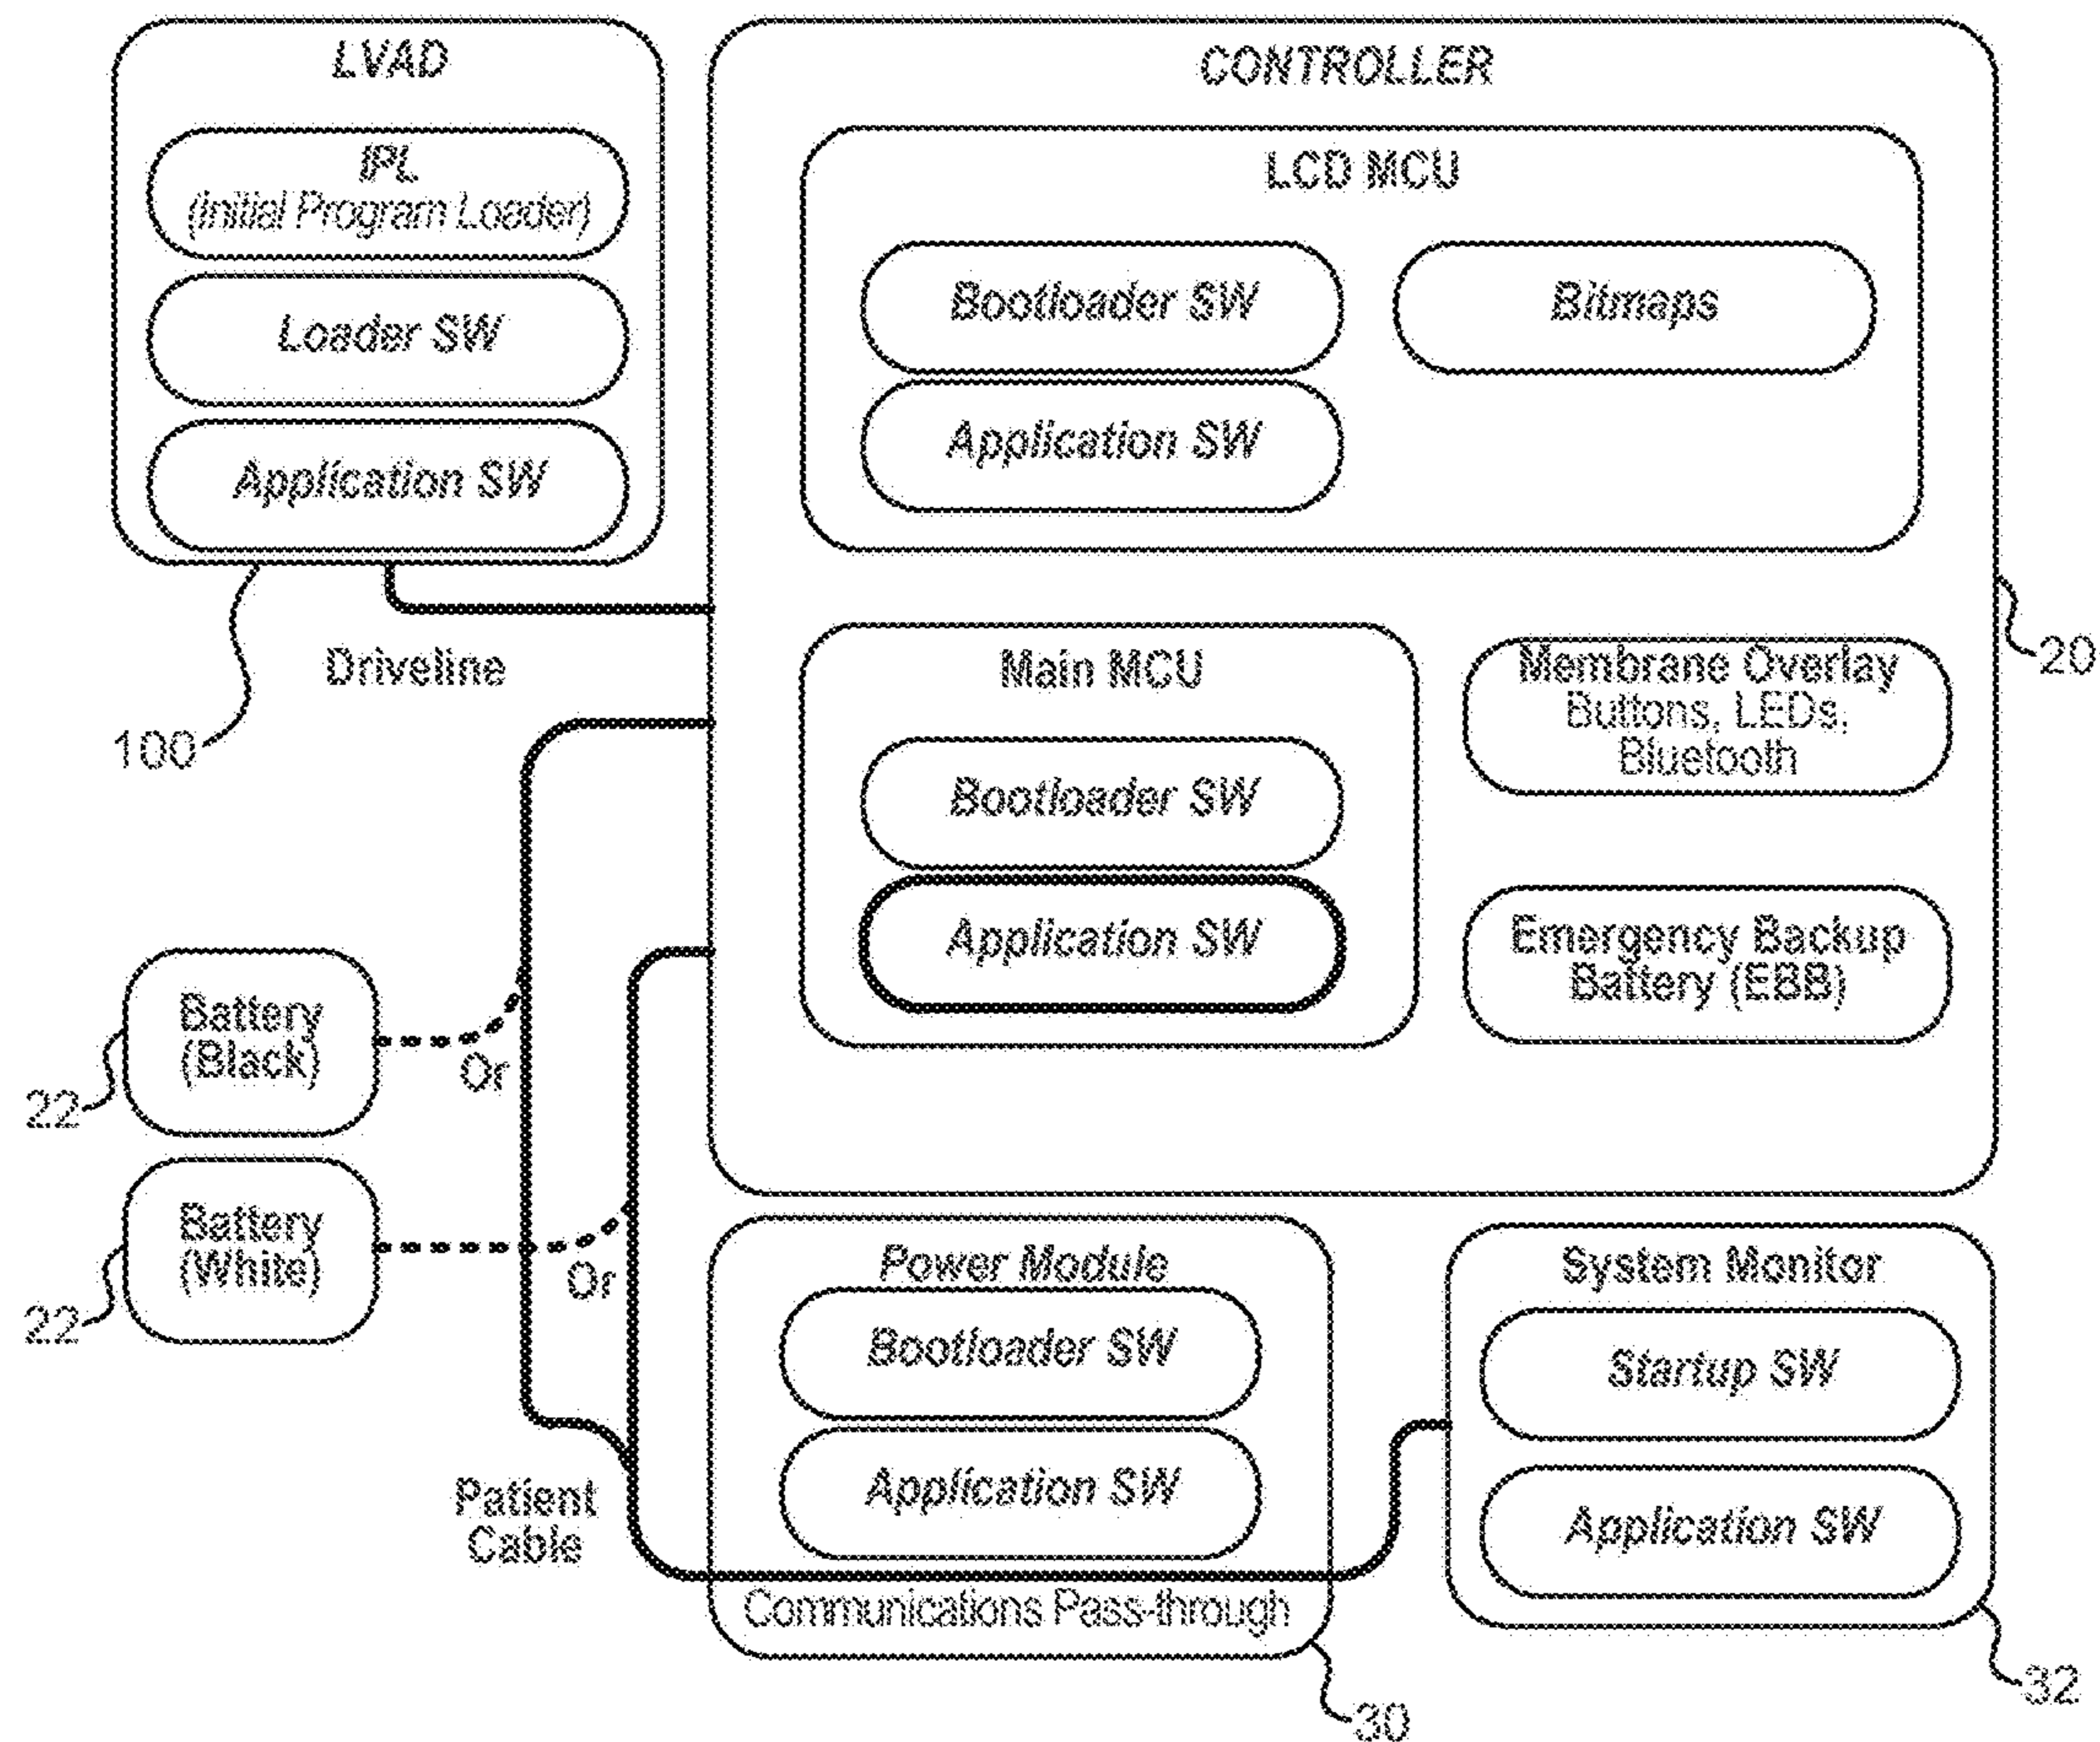 LVAD
IPL
(Initial Program Loader)
Loader SW
Application SW
100
Driveline
CONTROLLER
LCD MCU
Bootloader SW
Bitmaps
Application SW
20
Main MCU
Bootloader SW
Application SW
Membrane Overlay
Buttons, LEDs,
Bluetooth
Emergency Backup
Battery (EBB)
Battery
(Black)
22
Or
Battery
(White)
22
Or
Patient
Cable
Power Module
Bootloader SW
Application SW
Communications Pass-through
30
System Monitor
Startup SW
Application SW
32